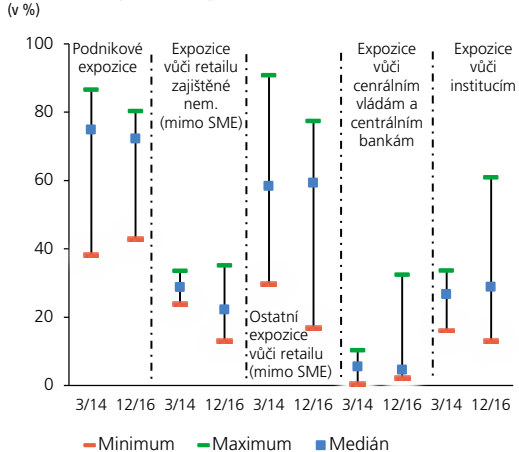 (v %)
100
80
60
40
20
0
Podnikové
expozice
Expozice
vůči retailu
zajištěné
nem.
(mimo SME)
Ostatní
expozice
vůči retailu
(mimo SME)
Expozice
vůči
cenrálním
vládám a
centrálním
bankám
Expozice
vůči
institucím
3/14 12/16 3/14 12/16 3/14 12/16 3/14 12/16 3/14 12/16
Minimum Maximum Medián